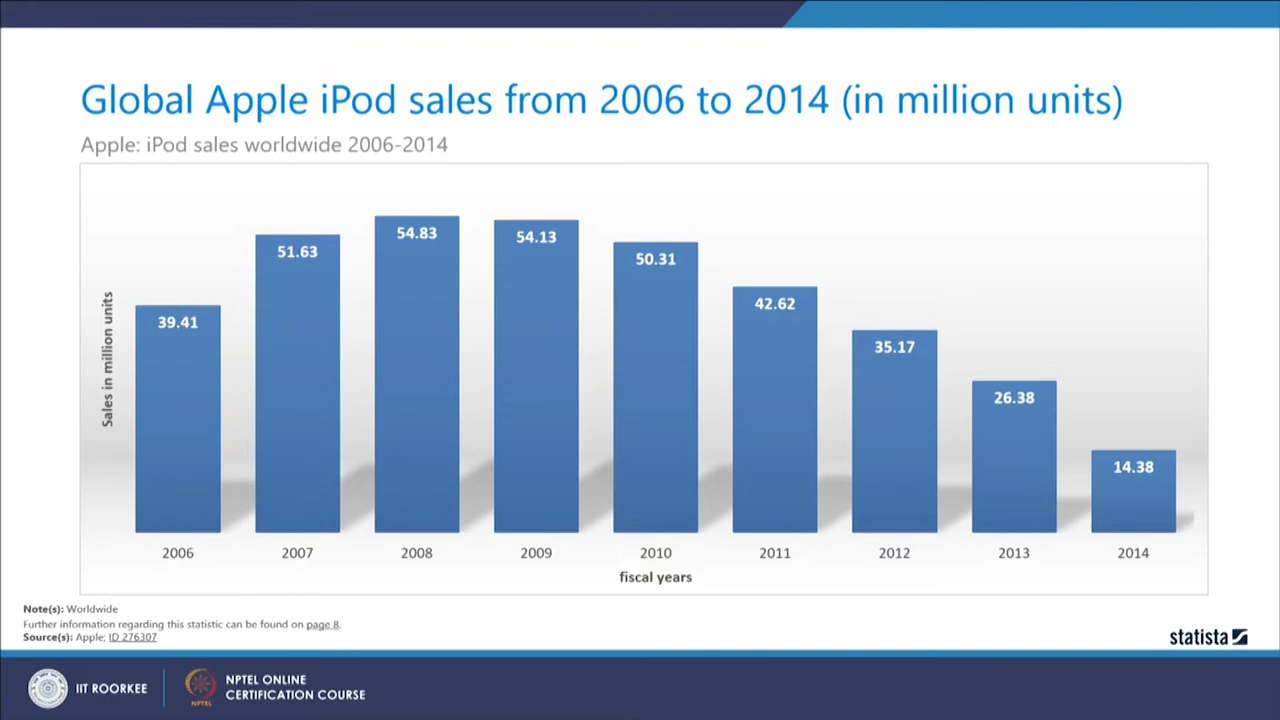 Global Apple iPod sales from 2006 to 2014 (in million units)
Apple: iPod sales worldwide 2006-2014
Sales in million units
39.41
51.63
54.83
54.13
50.31
42.62
35.17
26.38
14.38
2006 2007 2008 2009 2010 2011 2012 2013 2014
fiscal years
Note(s): Worldwide
Further information regarding this statistic can be found on page 8.
Source(s): Apple; ID 276307
statista
IIT ROORKEE
NPTEL
NPTEL ONLINE
CERTIFICATION COURSE